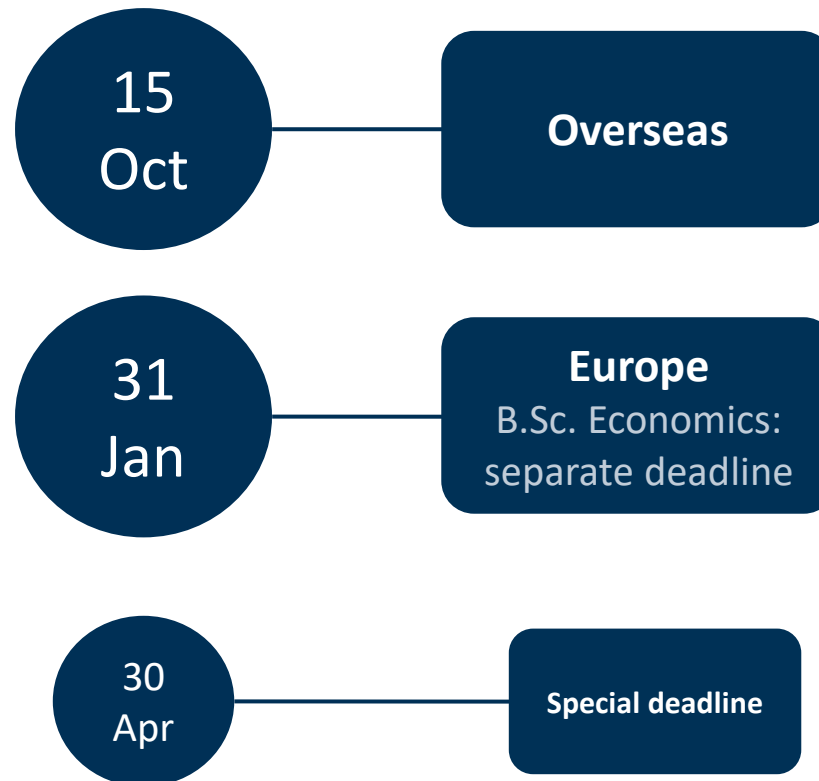 15
Oct
Overseas
31
Jan
Europe
B.Sc. Economics:
separate deadline
30
Apr
Special deadline